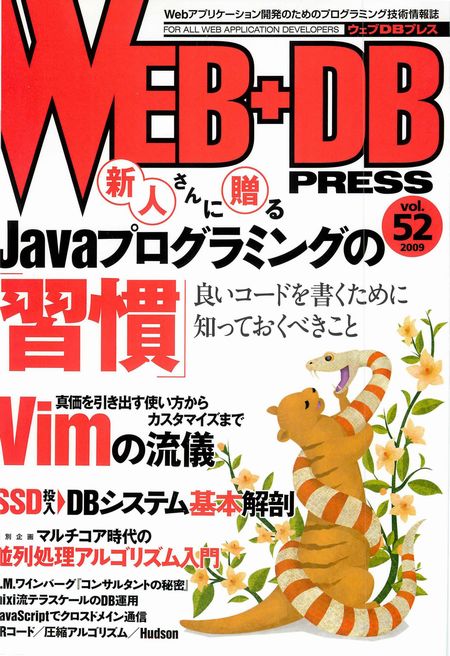 Webアプリケーション開発のためのプログラミング技術情報誌
FOR ALL WEB APPLICATION DEVELOPERS ウェブDBプレス
WEB+DB
PRESS
vol.
52
2009
新人さんに贈る
Javaプログラミングの
「習慣」
良いコードを書くために
知っておくべきこと
真価を引き出す使い方から
カスタマイズまで
Vimの流儀
SSD投入▶DBシステム基本解剖
別企画 マルチコア時代の
並列処理アルゴリズム入門
.M.ワインバーグ『コンサルタントの秘密』
mixi流テラスケールのDB運用
JavaScriptでクロスドメイン通信
Rコード／圧縮アルゴリズム／Hudson